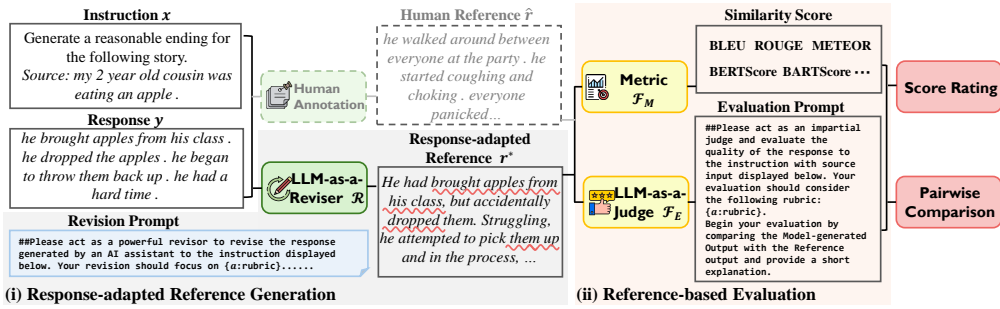 Instruction x
Generate a reasonable ending for
the following story.
Source: my 2 year old cousin was
eating an apple .
Response y
he brought apples from his class .
he dropped the apples . he began
to throw them back up . he had a
hard time .
Revision Prompt
##Please act as a powerful revisor to revise the response
generated by an AI assistant to the instruction displayed
below. Your revision should focus on {a:rubric}......
Human
Annotation
LLM-as-a-
Reviser R
Human Reference r̂
he walked around between
everyone at the party . he
started coughing and
choking . everyone
panicked...
Response-adapted
Reference r*
He had brought apples from
his class, but accidentally
dropped them. Struggling,
he attempted to pick them up
and in the process, ...
(i) Response-adapted Reference Generation
Metric
F_M
LLM-as-a-
Judge F_E
Similarity Score
BLEU ROUGE METEOR
BERTScore BARTScore ···
Evaluation Prompt
##Please act as an impartial
judge and evaluate the
quality of the response to
the instruction with source
input displayed below. Your
evaluation should consider
the following rubric:
{a:rubric}.
Begin your evaluation by
comparing the Model-generated
Output with the Reference
output and provide a short
explanation.
Score Rating
Pairwise
Comparison
(ii) Reference-based Evaluation